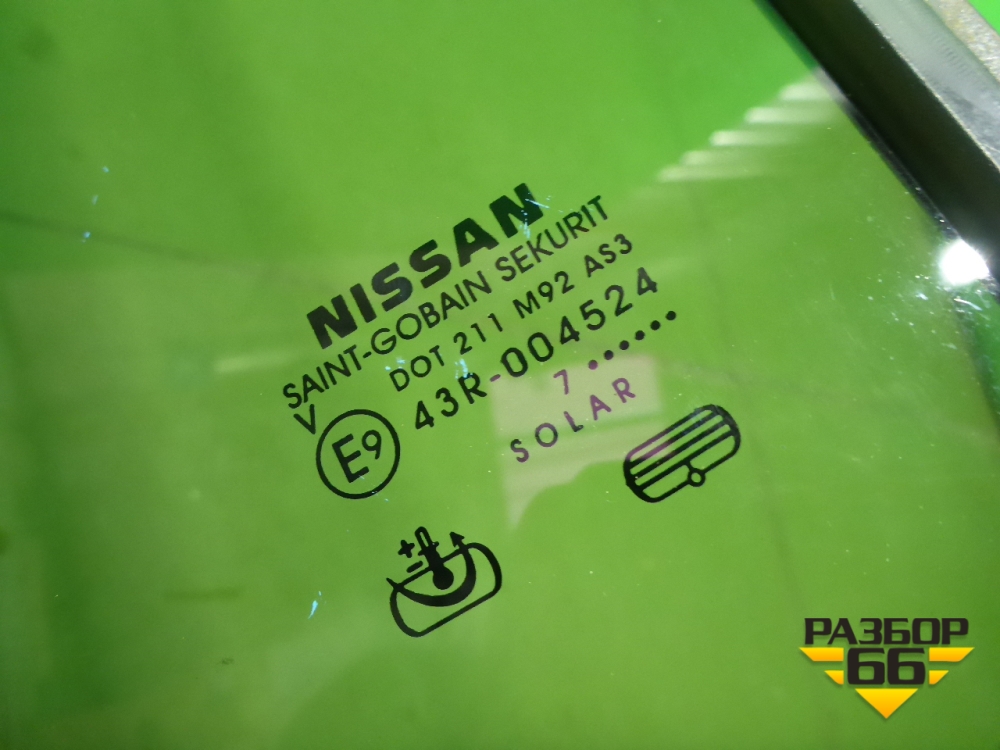 NISSAN
SAINT-GOBAIN SEKURIT
DOT 211 M92 AS3
V
E9
43R-004524
7 ••••••
SOLAR
РАЗБОР
66